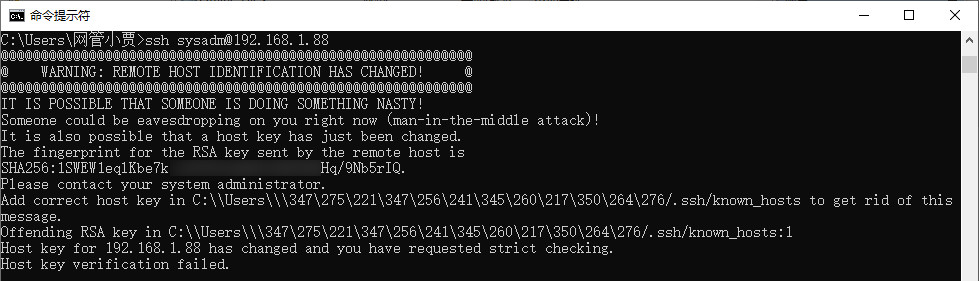 命令提示符
C:\Users\网管小贾>ssh sysadm@192.168.1.88
@@@@@@@@@@@@@@@@@@@@@@@@@@@@@@@@@@@@@@@@@@@@@@@@@@@@@@@@@@@
@    WARNING: REMOTE HOST IDENTIFICATION HAS CHANGED!     @
@@@@@@@@@@@@@@@@@@@@@@@@@@@@@@@@@@@@@@@@@@@@@@@@@@@@@@@@@@@
IT IS POSSIBLE THAT SOMEONE IS DOING SOMETHING NASTY!
Someone could be eavesdropping on you right now (man-in-the-middle attack)!
It is also possible that a host key has just been changed.
The fingerprint for the RSA key sent by the remote host is
SHA256:1SWEW1eq1Kbe7k Hq/9Nb5rIQ.
Please contact your system administrator.
Add correct host key in C:\\Users\\\347\275\221\347\256\241\345\260\217\350\264\276/.ssh/known_hosts to get rid of this
message.
Offending RSA key in C:\\Users\\\347\275\221\347\256\241\345\260\217\350\264\276/.ssh/known_hosts:1
Host key for 192.168.1.88 has changed and you have requested strict checking.
Host key verification failed.